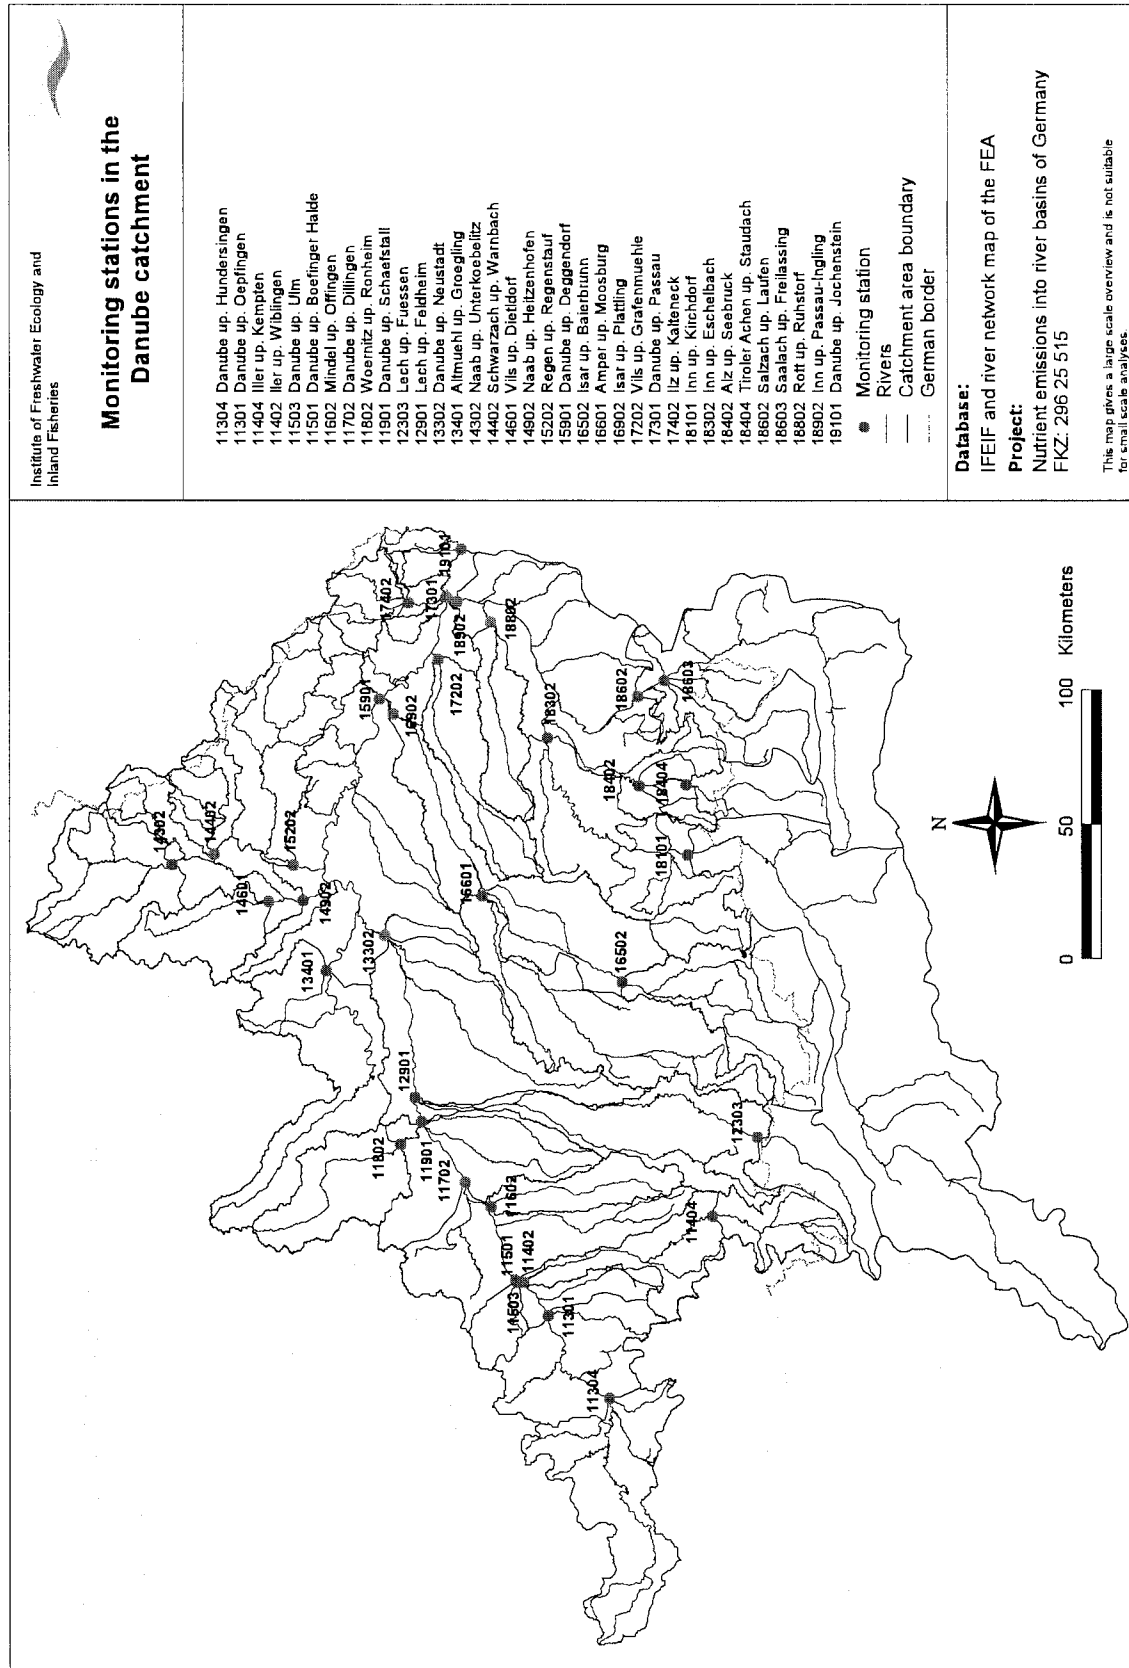 Institute of Freshwater Ecology and
Inland Fisheries
Monitoring stations in the
Danube catchment
11304 Danube up. Hundersingen
11301 Danube up. Oepfingen
11404 Iller up. Kempten
11402 Iller up. Wiblingen
11503 Danube up. Ulm
11501 Danube up. Boefinger Halde
11602 Mindel up. Offingen
11702 Danube up. Dillingen
11802 Woernitz up. Ronheim
11901 Danube up. Schaefstall
12303 Lech up. Fuessen
12901 Lech up. Feldheim
13302 Danube up. Neustadt
13401 Altmuehl up. Groegling
14302 Naab up. Unterkoebelitz
14402 Schwarzach up. Warnbach
14601 Vils up. Dietldorf
14902 Naab up. Heitzenhofen
15202 Regen up. Regenstauf
15901 Danube up. Deggendorf
16502 Isar up. Baierbrunn
16601 Amper up. Moosburg
16902 Isar up. Plattling
17202 Vils up. Grafenmuehle
17301 Danube up. Passau
17402 Ilz up. Kalteneck
18101 Inn up. Kirchdorf
18302 Inn up. Eschelbach
18402 Alz up. Seebruck
18404 Tiroler Achen up. Staudach
18602 Salzach up. Laufen
18603 Saalach up. Freilassing
18802 Rott up. Ruhstorf
18902 Inn up. Passau-Ingling
19101 Danube up. Jochenstein
Monitoring station
Rivers
Catchment area boundary
German border
Database:
IFEIF and river network map of the FEA
Project:
Nutrient emissions into river basins of Germany
FKZ: 296 25 515
This map gives a large scale overview and is not suitable
for small scale analyses.
14302
14402
1460
15202
14902
13401
13302
15901
16902
17402
17301
19101
18902
17202
18802
12901
11802
11901
11702
11602
11501
11402
11503
11301
11304
16601
18302
18602
18603
18402
18404
18101
16502
12303
11404
N
0
50
100
Kilometers